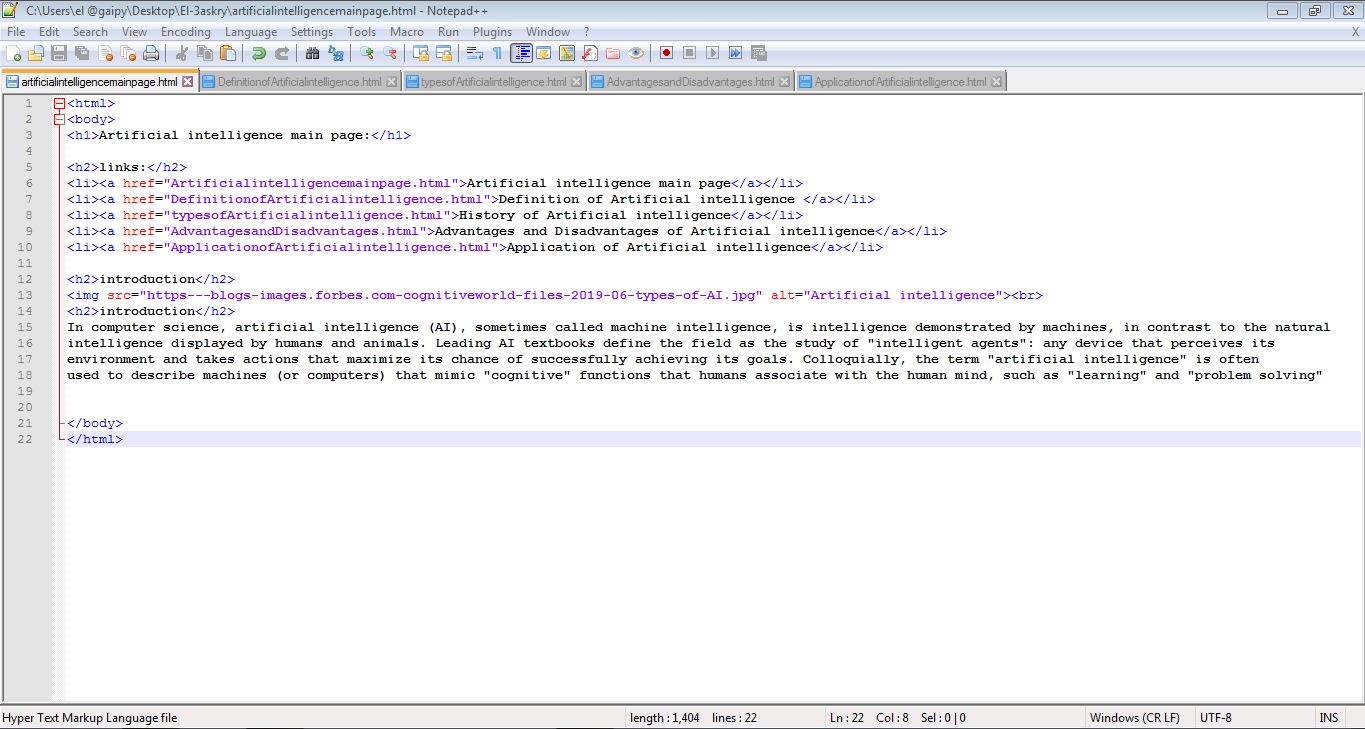 C:\Users\el @gaipy\Desktop\El-3askry\artificialintelligencemainpage.html - Notepad++
File Edit Search View Encoding Language Settings Tools Macro Run Plugins Window ? X
artificialintelligencemainpage.html DefinitionofArtificialintelligence.html typesofArtificialintelligence.html AdvantagesandDisadvantages.html ApplicationofArtificialintelligence.html
1 <html>
2 <body>
3 <h1>Artificial intelligence main page:</h1>
4
5 <h2>links:</h2>
6 <li><a href="Artificialintelligencemainpage.html">Artificial intelligence main page</a></li>
7 <li><a href="DefinitionofArtificialintelligence.html">Definition of Artificial intelligence </a></li>
8 <li><a href="typesofArtificialintelligence.html">History of Artificial intelligence</a></li>
9 <li><a href="AdvantagesandDisadvantages.html">Advantages and Disadvantages of Artificial intelligence</a></li>
10 <li><a href="ApplicationofArtificialintelligence.html">Application of Artificial intelligence</a></li>
11
12 <h2>introduction</h2>
13 <img src="https---blogs-images.forbes.com-cognitiveworld-files-2019-06-types-of-AI.jpg" alt="Artificial intelligence"><br>
14 <h2>introduction</h2>
15 In computer science, artificial intelligence (AI), sometimes called machine intelligence, is intelligence demonstrated by machines, in contrast to the natural
16 intelligence displayed by humans and animals. Leading AI textbooks define the field as the study of "intelligent agents": any device that perceives its
17 environment and takes actions that maximize its chance of successfully achieving its goals. Colloquially, the term "artificial intelligence" is often
18 used to describe machines (or computers) that mimic "cognitive" functions that humans associate with the human mind, such as "learning" and "problem solving"
19
20
21 </body>
22 </html>
Hyper Text Markup Language file length : 1,404 lines : 22 Ln : 22 Col : 8 Sel : 0 | 0 Windows (CR LF) UTF-8 INS